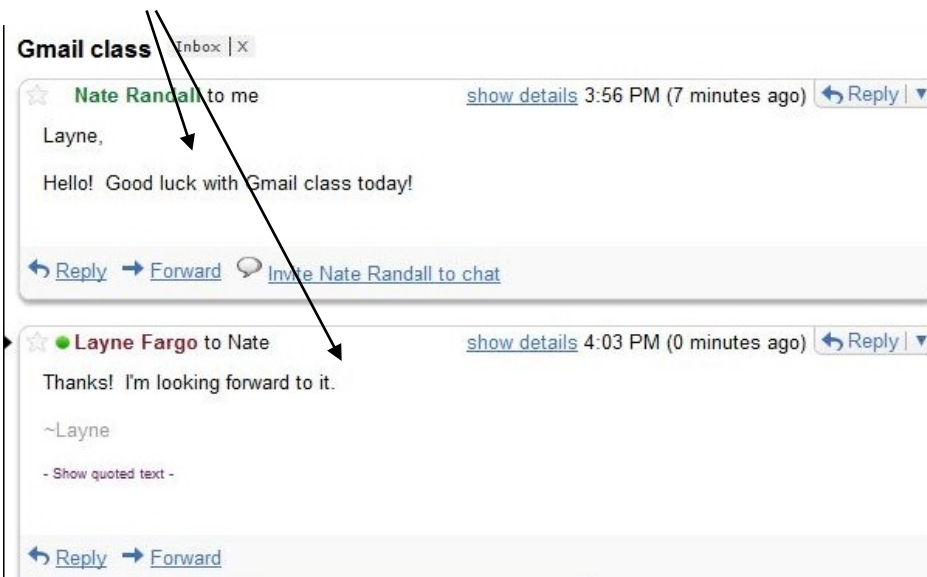 Gmail class Inbox | X
Nate Randall to me show details 3:56 PM (7 minutes ago) Reply |
Layne,
Hello! Good luck with Gmail class today!
Reply Forward Invite Nate Randall to chat
Layne Fargo to Nate show details 4:03 PM (0 minutes ago) Reply |
Thanks! I'm looking forward to it.
~Layne
- Show quoted text -
Reply Forward